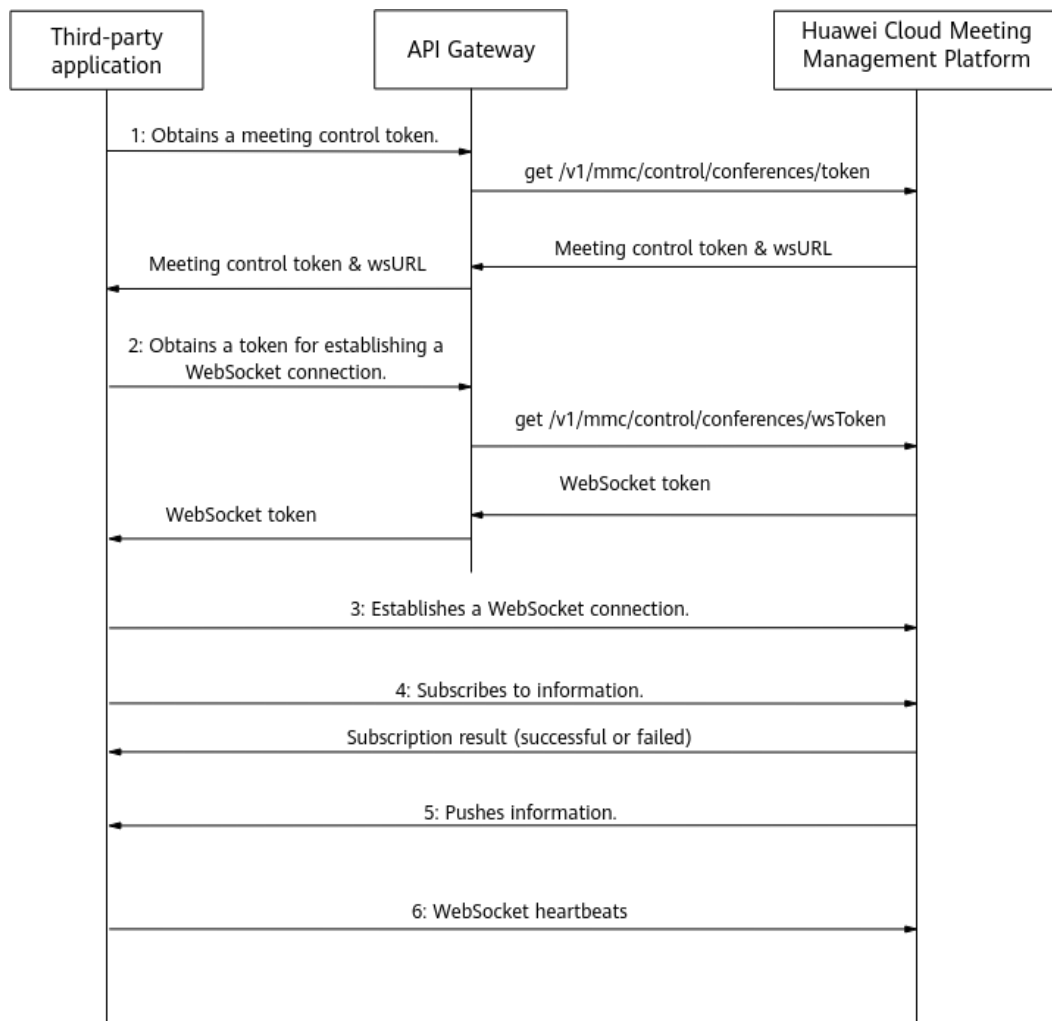 Third-party
application
API Gateway
Huawei Cloud Meeting
Management Platform
1: Obtains a meeting control token.
get /v1/mmc/control/conferences/token
Meeting control token & wsURL
Meeting control token & wsURL
2: Obtains a token for establishing a
WebSocket connection.
get /v1/mmc/control/conferences/wsToken
WebSocket token
WebSocket token
3: Establishes a WebSocket connection.
4: Subscribes to information.
Subscription result (successful or failed)
5: Pushes information.
6: WebSocket heartbeats